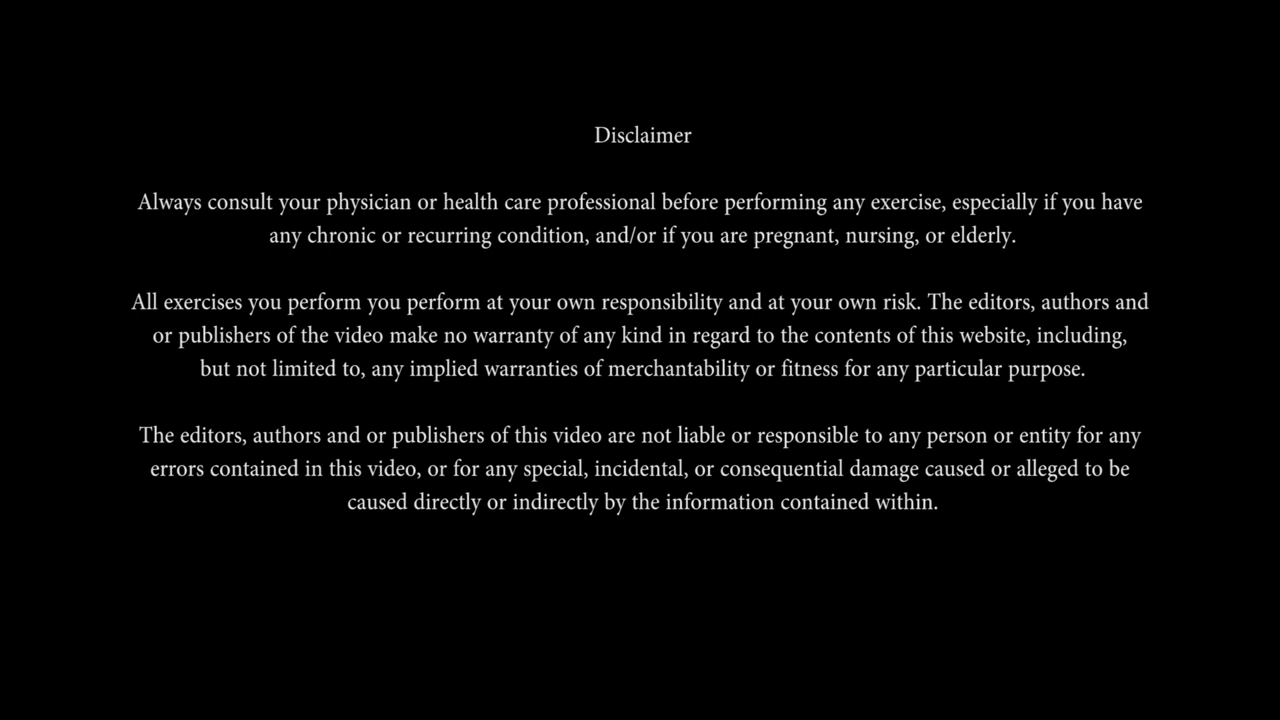 Disclaimer
Always consult your physician or health care professional before performing any exercise, especially if you have
any chronic or recurring condition, and/or if you are pregnant, nursing, or elderly.
All exercises you perform you perform at your own responsibility and at your own risk. The editors, authors and
or publishers of the video make no warranty of any kind in regard to the contents of this website, including,
but not limited to, any implied warranties of merchantability or fitness for any particular purpose.
The editors, authors and or publishers of this video are not liable or responsible to any person or entity for any
errors contained in this video, or for any special, incidental, or consequential damage caused or alleged to be
caused directly or indirectly by the information contained within.